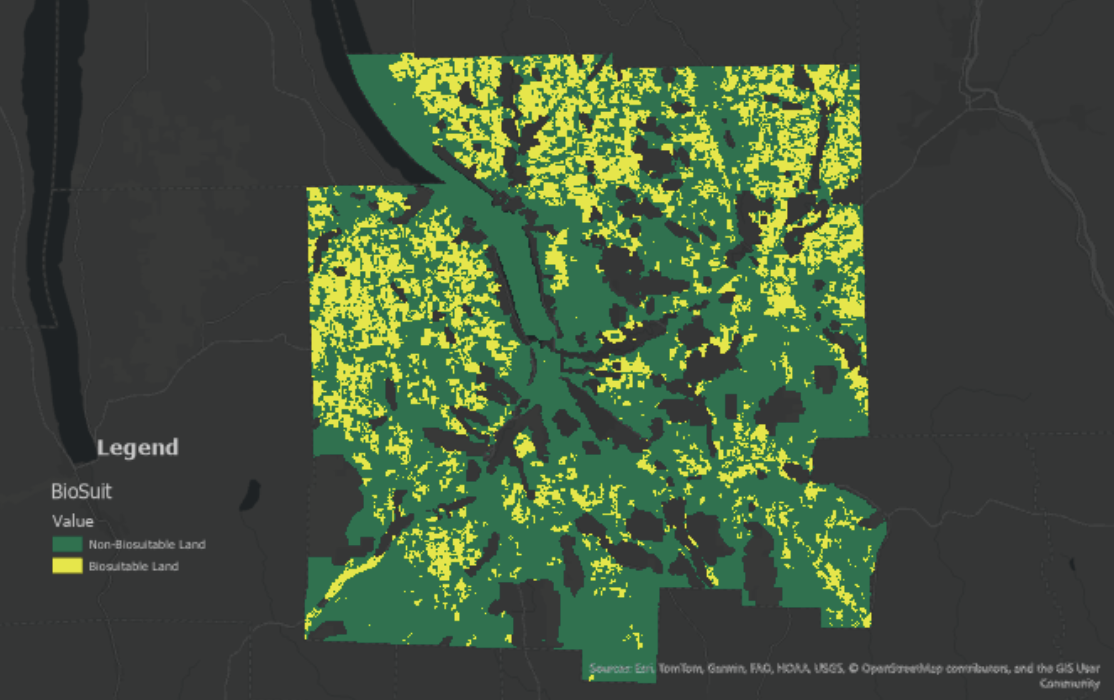 Legend
BioSuit
Value
Non-Biosuitable Land
Biosuitable Land
Sources: Esri, TomTom, Garmin, FAO, NOAA, USGS, © OpenStreetMap contributors, and the GIS User
Community